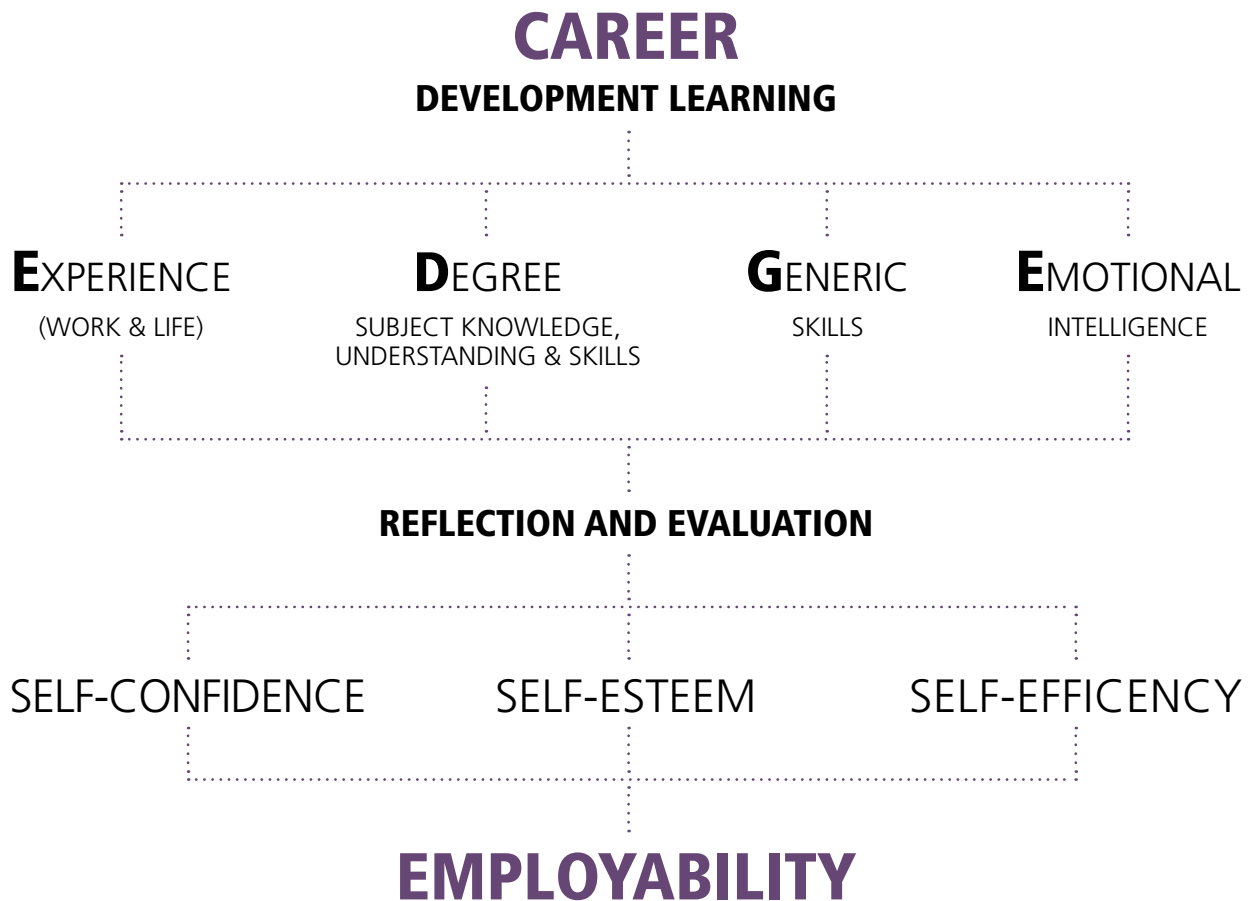 CAREER
DEVELOPMENT LEARNING
EXPERIENCE
(WORK & LIFE)
DEGREE
SUBJECT KNOWLEDGE,
UNDERSTANDING & SKILLS
GENERIC
SKILLS
EMOTIONAL
INTELLIGENCE
REFLECTION AND EVALUATION
SELF-CONFIDENCE
SELF-ESTEEM
SELF-EFFICENCY
EMPLOYABILITY